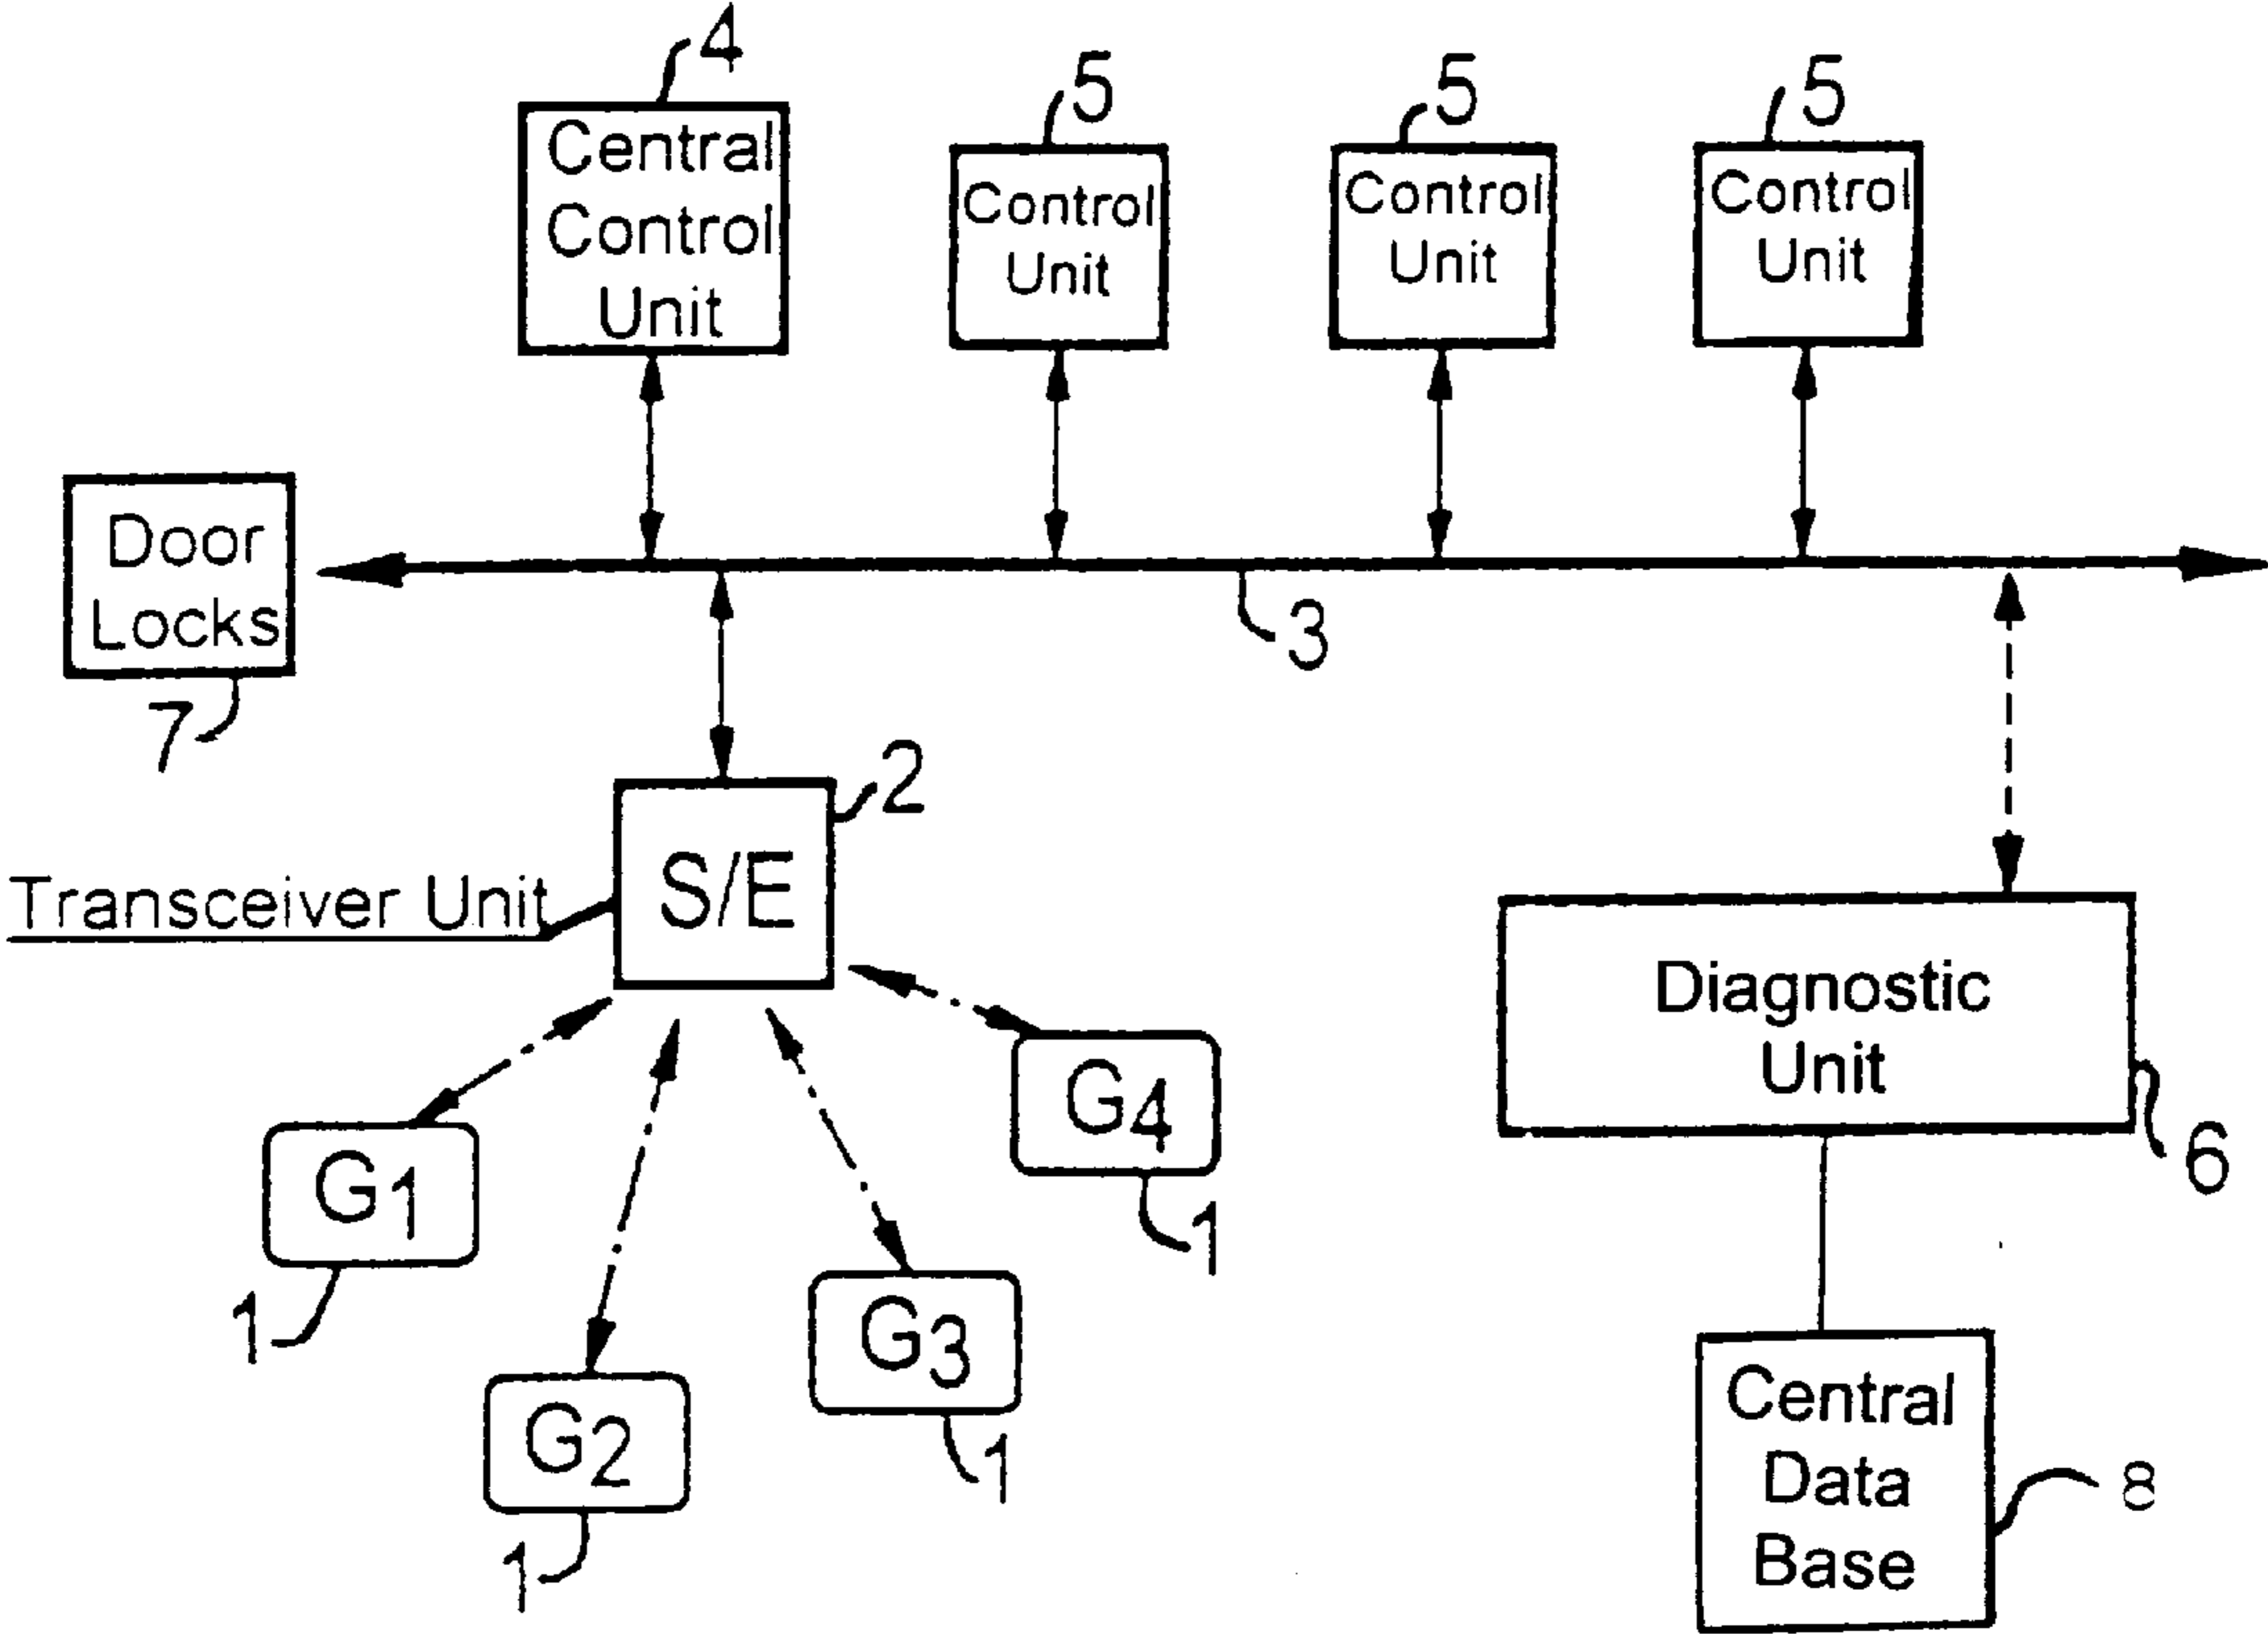 4
5
5
5
Central
Control
Unit
Control
Unit
Control
Unit
Control
Unit
Door
Locks
3
7
2
S/E
Transceiver Unit
Diagnostic
Unit
6
G4
1
G1
1
G3
1
G2
1
Central
Data
Base
8